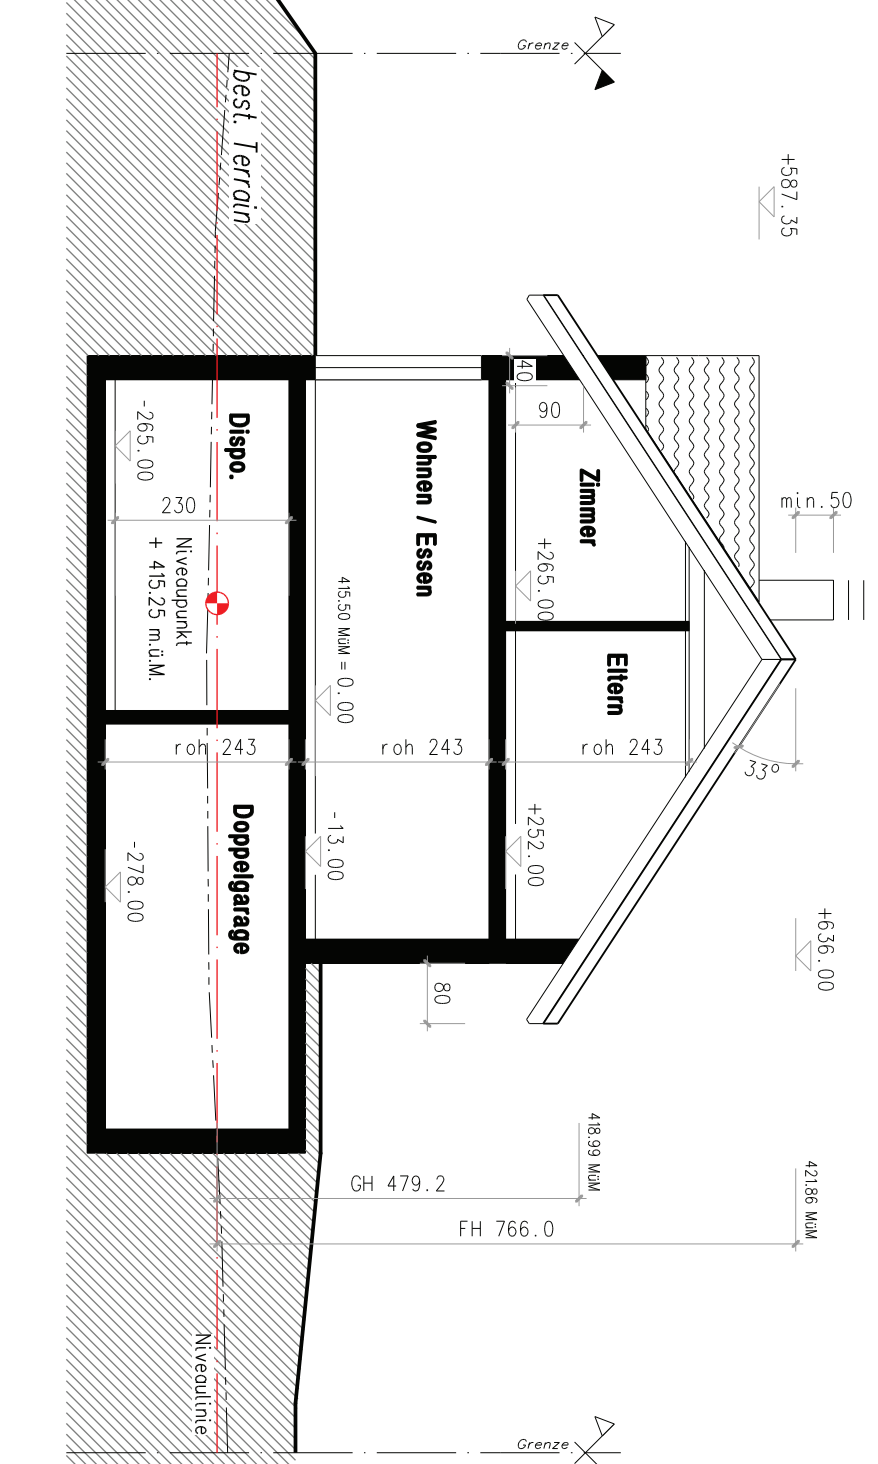 Grenze
best. Terrain
+587.35
40
90
min.50
Dispo.
-265.00
230
Niveaupunkt
+ 415.25 m.ü.M.
Wohnen / Essen
415.50 MüM = 0.00
Zimmer
+265.00
Eltern
roh 243
roh 243
roh 243
33°
Doppelgarage
-278.00
-13.00
+252.00
80
+636.00
418.99 MüM
421.86 MüM
GH 479.2
FH 766.0
Niveaulinie
Grenze